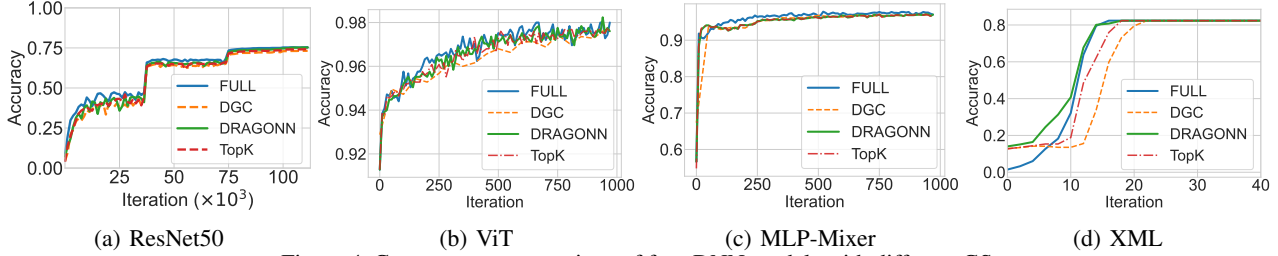 Accuracy
1.00
0.75
0.50
0.25
0.00
25
50
75
100
Iteration (×10³)
FULL
DGC
DRAGONN
TopK
(a) ResNet50
Accuracy
0.98
0.96
0.94
0.92
0
250
500
750
1000
Iteration
FULL
DGC
DRAGONN
TopK
(b) ViT
Accuracy
0.9
0.8
0.7
0.6
0
250
500
750
1000
Iteration
FULL
DGC
DRAGONN
TopK
(c) MLP-Mixer
Accuracy
0.8
0.6
0.4
0.2
0.0
0
10
20
30
40
Iteration
FULL
DGC
DRAGONN
TopK
(d) XML